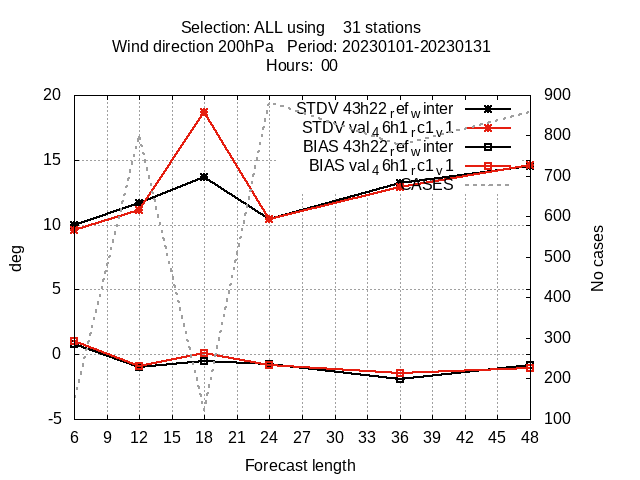 Selection: ALL using    31 stations
Wind direction 200hPa   Period: 20230101-20230131
Hours:  00
STDV 43h22_ref_winter
STDV val_46h1_rc1_v1
BIAS 43h22_ref_winter
BIAS val_46h1_rc1_v1
CASES
20
15
10
5
0
-5
deg
900
800
700
600
500
400
300
200
100
No cases
6 9 12 15 18 21 24 27 30 33 36 39 42 45 48
Forecast length